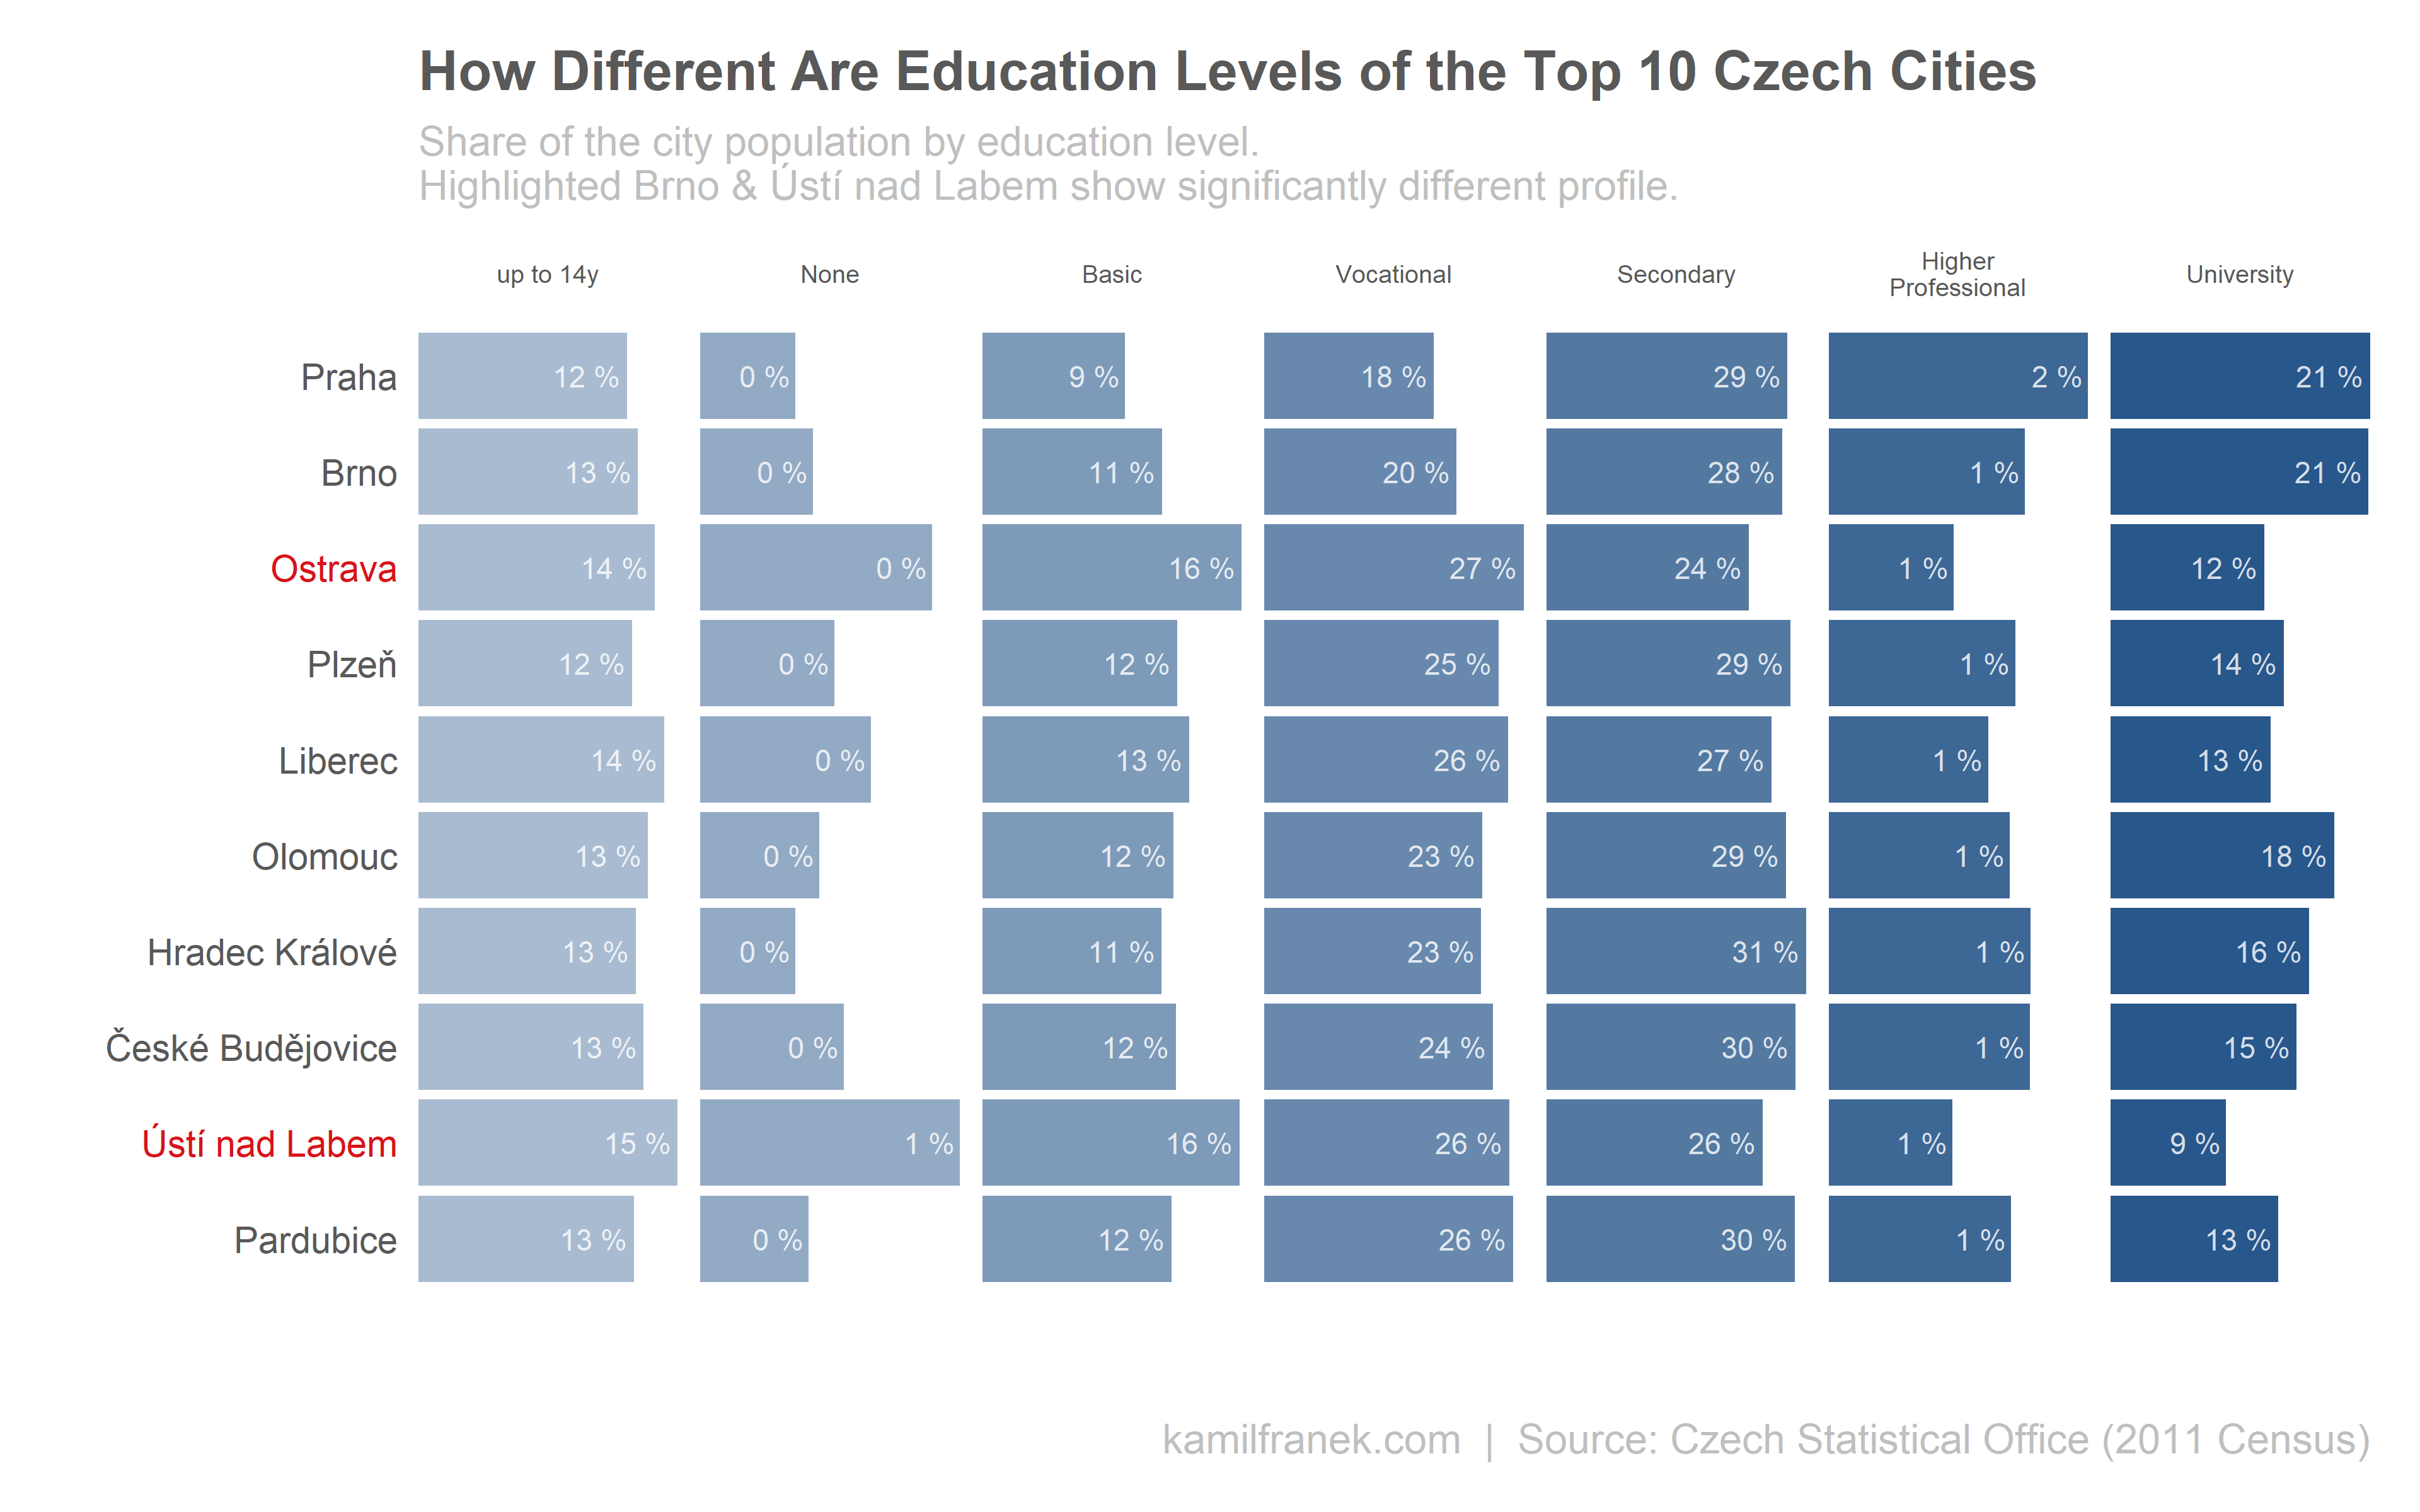 How Different Are Education Levels of the Top 10 Czech Cities
Share of the city population by education level.
Highlighted Brno & Ústí nad Labem show significantly different profile.
up to 14y None Basic Vocational Secondary Higher Professional University
Praha 12 % 0 % 9 % 18 % 29 % 2 % 21 %
Brno 13 % 0 % 11 % 20 % 28 % 1 % 21 %
Ostrava 14 % 0 % 16 % 27 % 24 % 1 % 12 %
Plzeň 12 % 0 % 12 % 25 % 29 % 1 % 14 %
Liberec 14 % 0 % 13 % 26 % 27 % 1 % 13 %
Olomouc 13 % 0 % 12 % 23 % 29 % 1 % 18 %
Hradec Králové 13 % 0 % 11 % 23 % 31 % 1 % 16 %
České Budějovice 13 % 0 % 12 % 24 % 30 % 1 % 15 %
Ústí nad Labem 15 % 1 % 16 % 26 % 26 % 1 % 9 %
Pardubice 13 % 0 % 12 % 26 % 30 % 1 % 13 %
kamilfranek.com | Source: Czech Statistical Office (2011 Census)